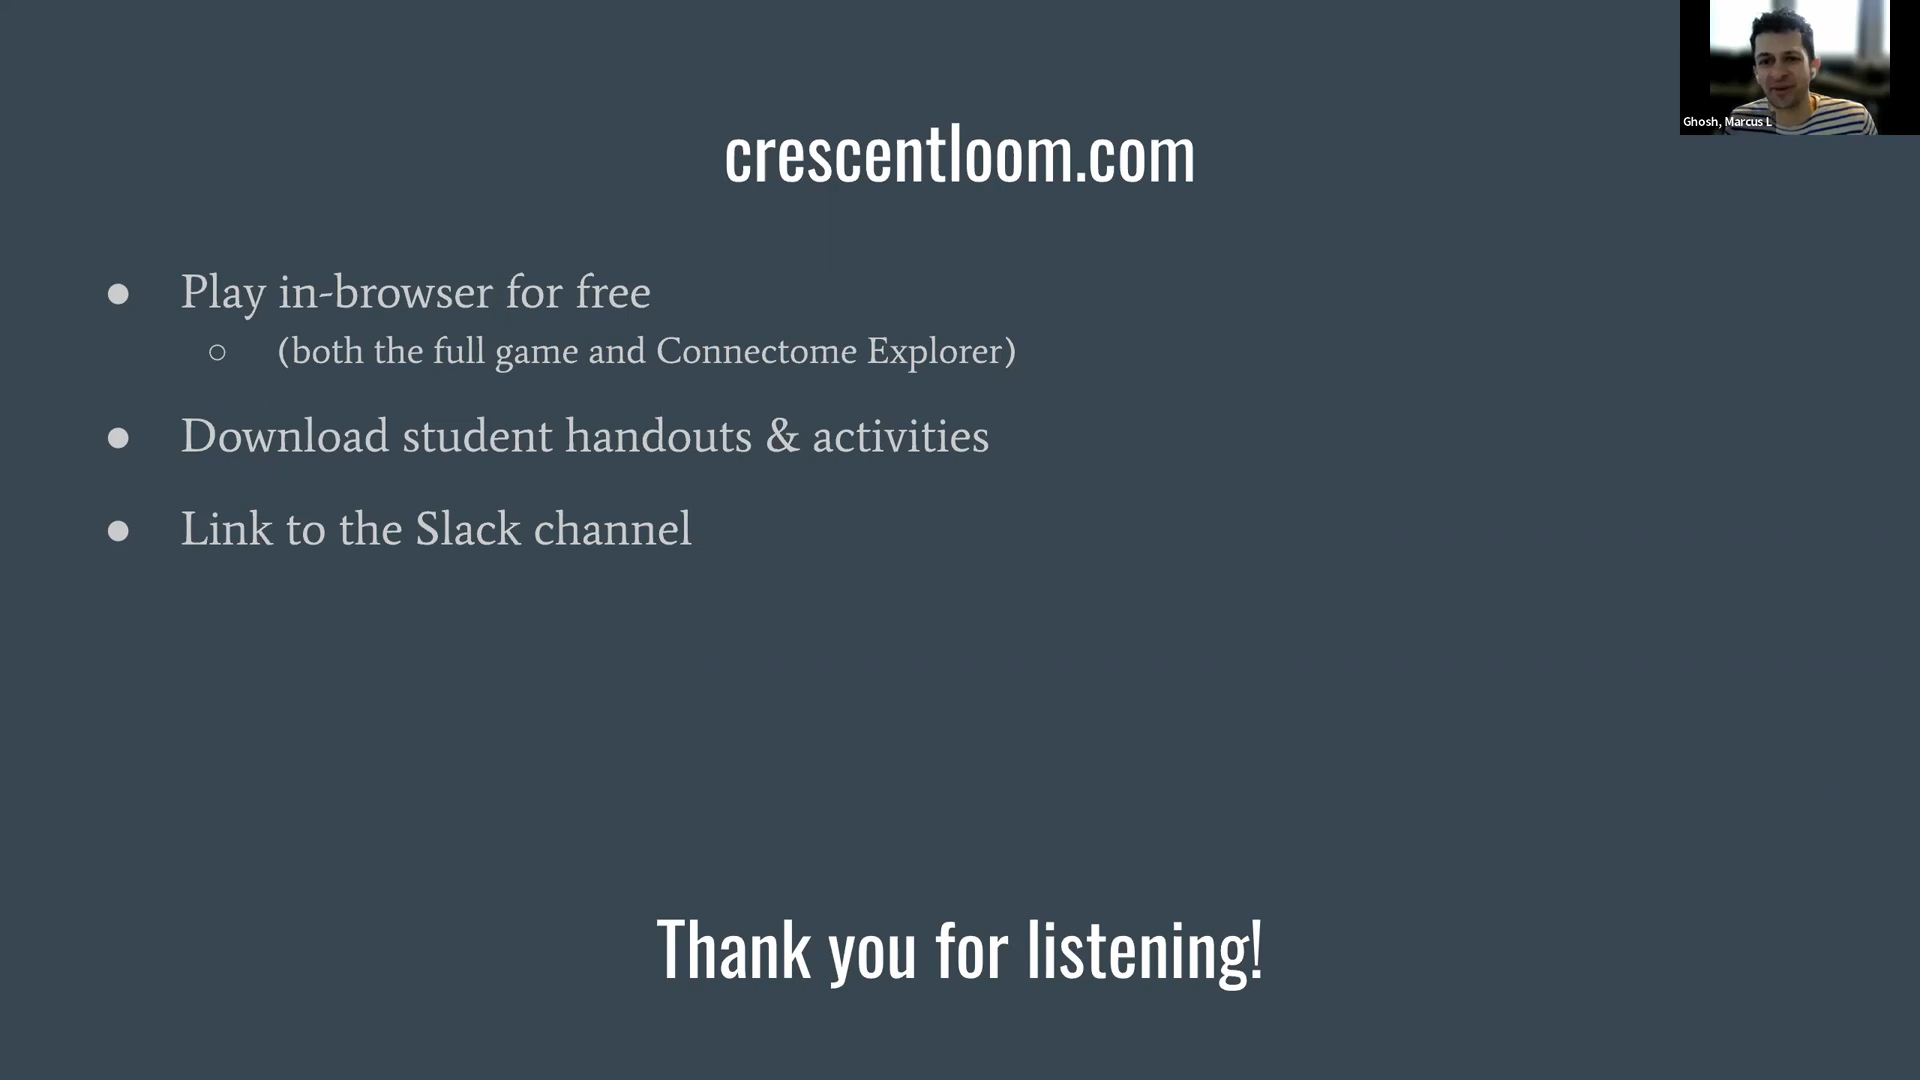 Ghosh, Marcus L
crescentloom.com
● Play in-browser for free
○ (both the full game and Connectome Explorer)
● Download student handouts & activities
● Link to the Slack channel
Thank you for listening!